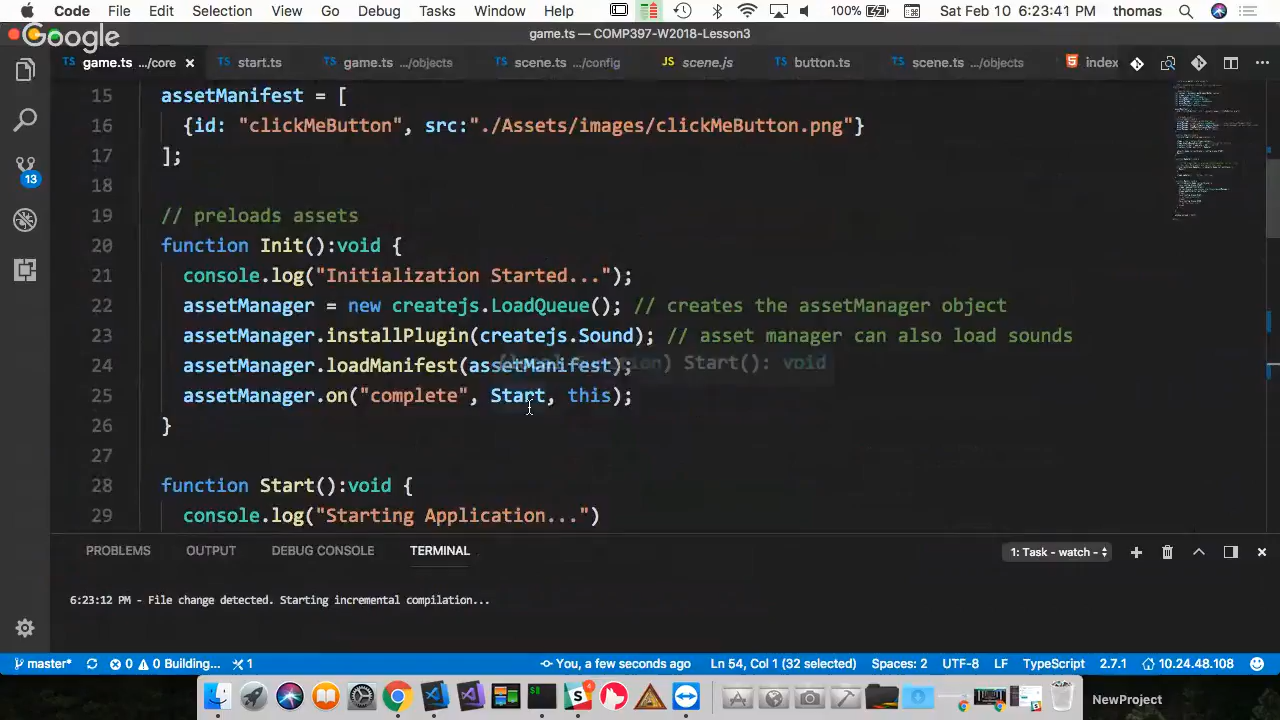 Code File Edit Selection View Go Debug Tasks Window Help 100% Sat Feb 10 6:23:41 PM thomas
Google
game.ts — COMP397-W2018-Lesson3
TS game.ts .../core × TS start.ts TS game.ts .../objects TS scene.ts .../config JS scene.js TS button.ts TS scene.ts .../objects index
15 assetManifest = [
16 {id: "clickMeButton", src:"./Assets/images/clickMeButton.png"}
17 ];
18
19 // preloads assets
20 function Init():void {
21 console.log("Initialization Started...");
22 assetManager = new createjs.LoadQueue(); // creates the assetManager object
23 assetManager.installPlugin(createjs.Sound); // asset manager can also load sounds
24 assetManager.loadManifest(assetManifest); Start(): void
25 assetManager.on("complete", Start, this);
26 }
27
28 function Start():void {
29 console.log("Starting Application...")
13
PROBLEMS OUTPUT DEBUG CONSOLE TERMINAL 1: Task - watch -
6:23:12 PM - File change detected. Starting incremental compilation...
master* 0 0 Building... 1 You, a few seconds ago Ln 54, Col 1 (32 selected) Spaces: 2 UTF-8 LF TypeScript 2.7.1 10.24.48.108
NewProject